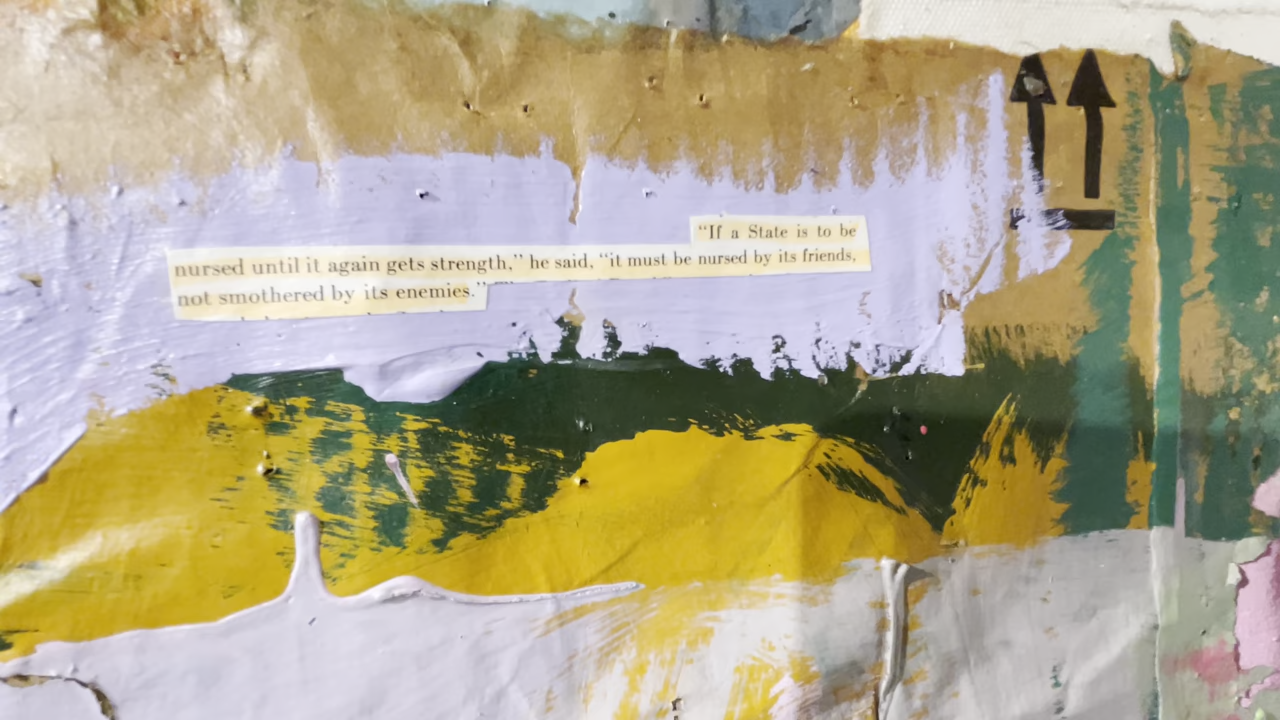 “If a State is to be
nursed until it again gets strength,” he said, “it must be nursed by its friends,
not smothered by its enemies.”